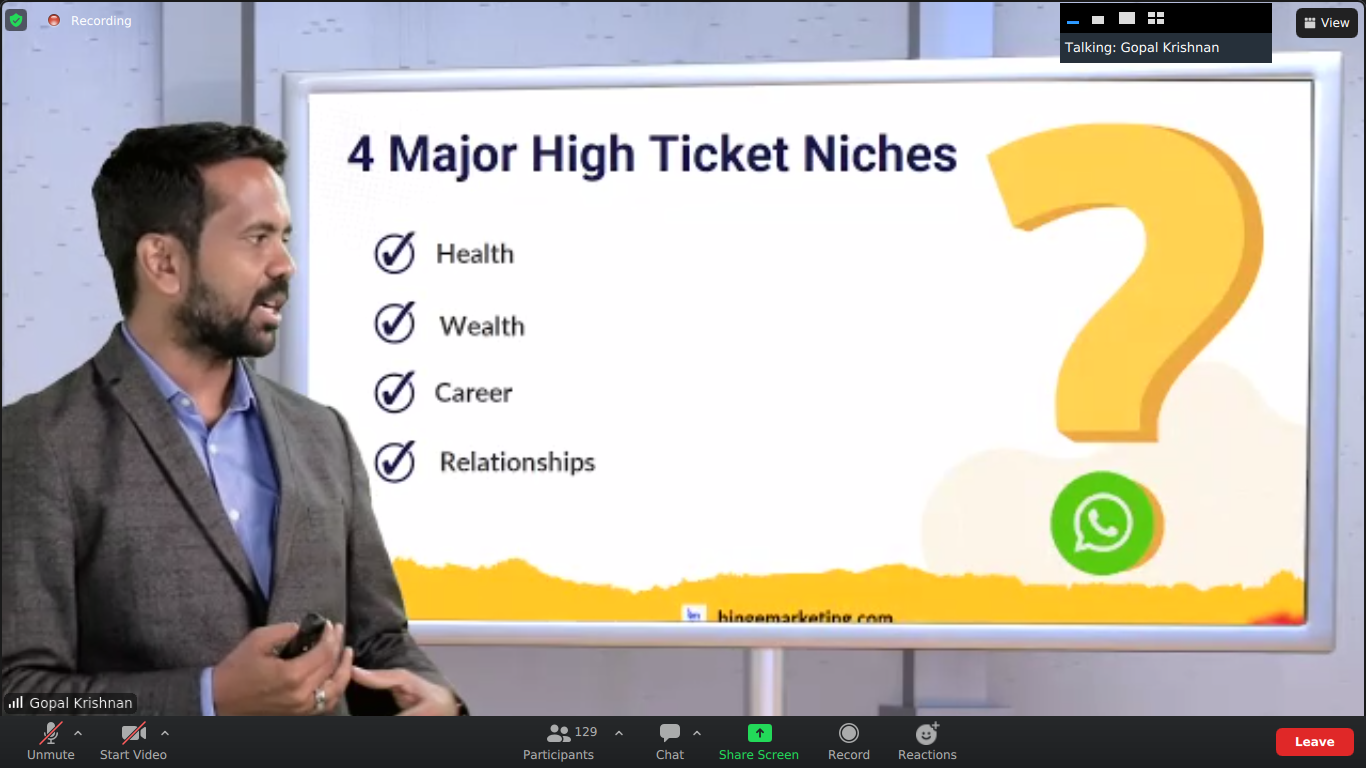 Recording
View
Talking: Gopal Krishnan
4 Major High Ticket Niches
Health
Wealth
Career
Relationships
bingemarketing.com
Gopal Krishnan
Unmute
Start Video
129
Participants
Chat
Share Screen
Record
Reactions
Leave